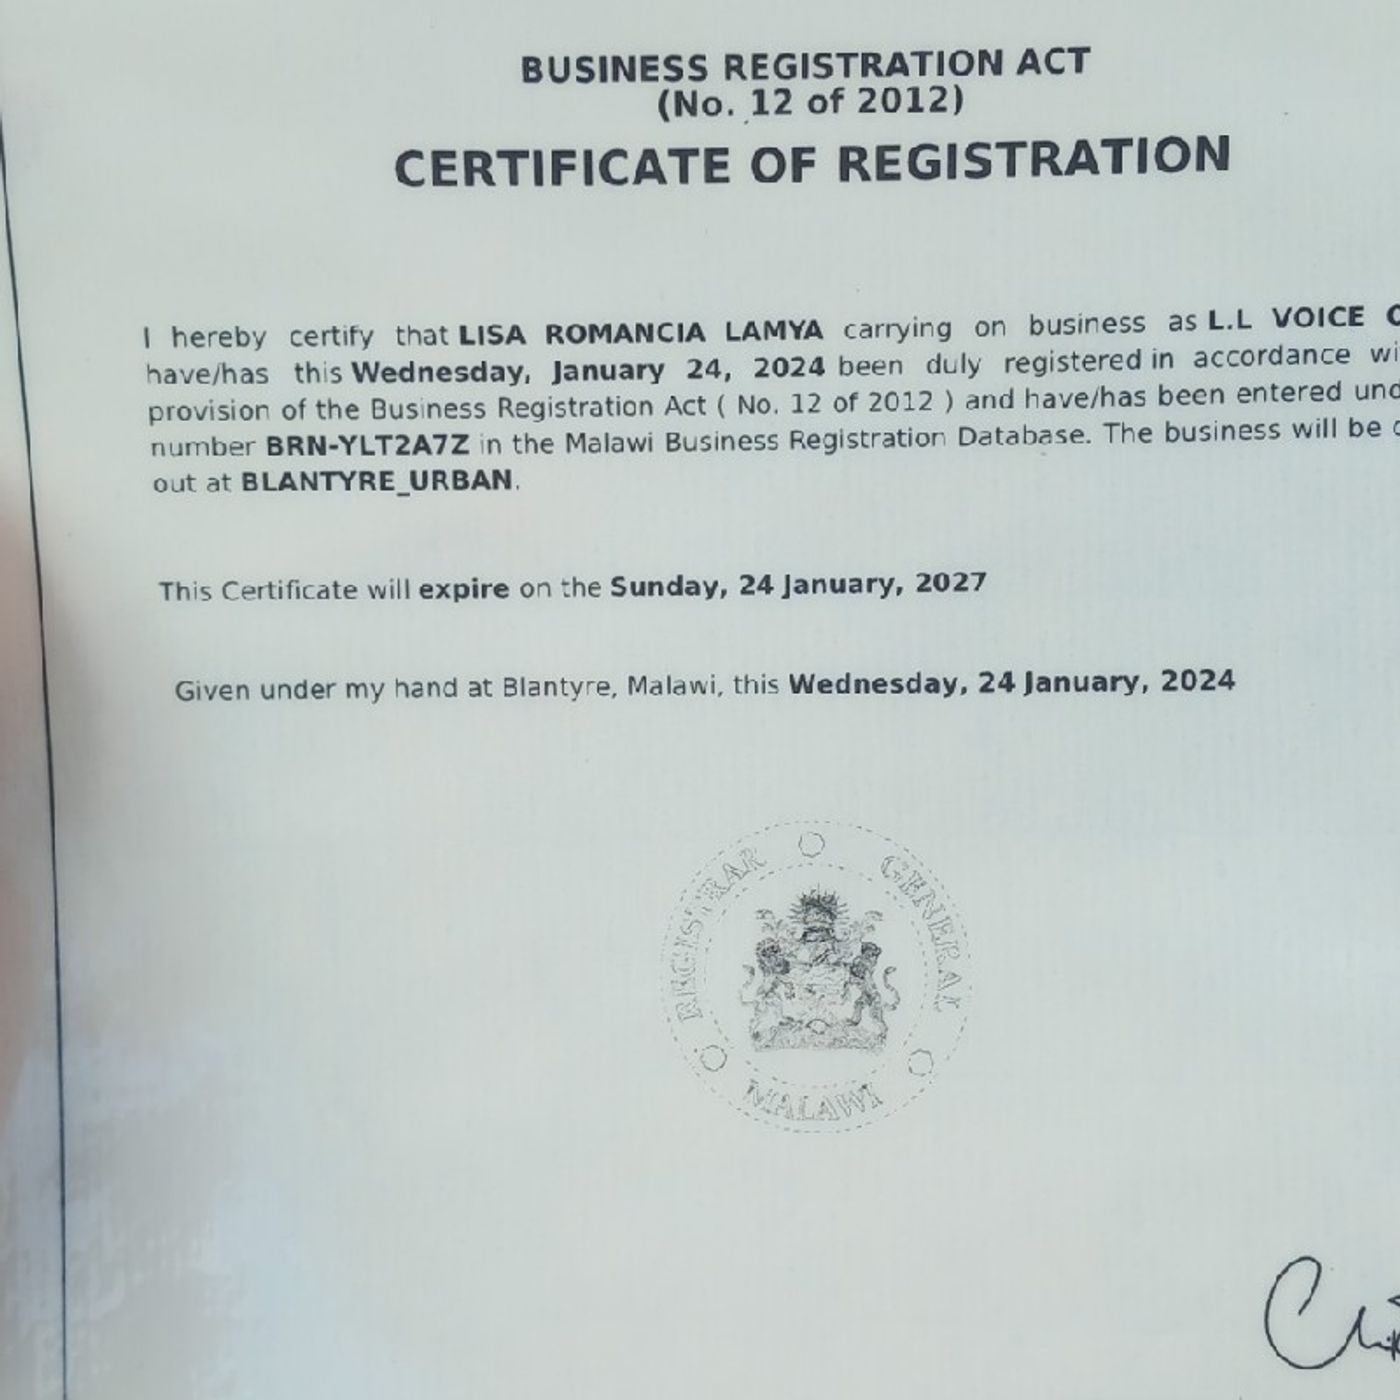 BUSINESS REGISTRATION ACT
(No. 12 of 2012)
CERTIFICATE OF REGISTRATION
I hereby certify that LISA ROMANCIA LAMYA carrying on business as L.L VOICE
have/has this Wednesday, January 24, 2024 been duly registered in accordance
provision of the Business Registration Act ( No. 12 of 2012 ) and have/has been entered
number BRN-YLT2A7Z in the Malawi Business Registration Database. The business will be
out at BLANTYRE_URBAN.
This Certificate will expire on the Sunday, 24 January, 2027
Given under my hand at Blantyre, Malawi, this Wednesday, 24 January, 2024
REGISTRAR GENERAL
MALAWI